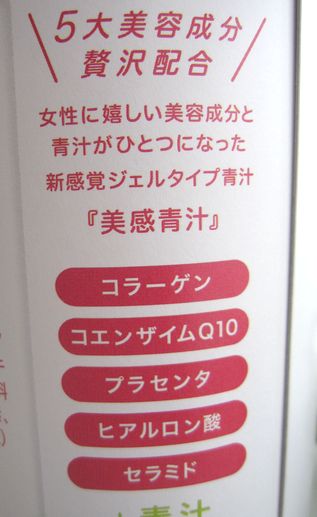 5大美容成分
贅沢配合
女性に嬉しい美容成分と
青汁がひとつになった
新感覚ジェルタイプ青汁
『美感青汁』
コラーゲン
コエンザイムQ10
プラセンタ
ヒアルロン酸
セラミド
+青汁
料